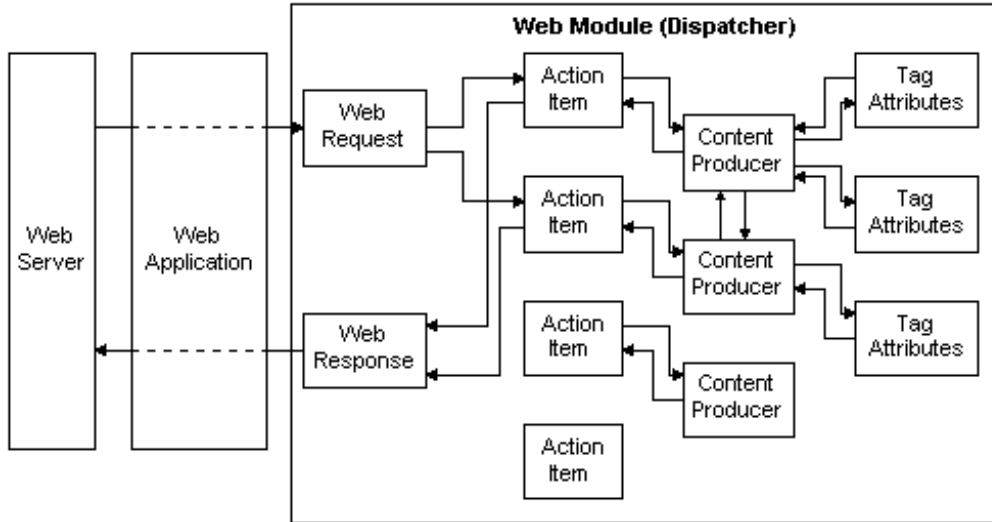 Web Module (Dispatcher)
Web
Server
Web
Application
Web
Request
Web
Response
Action
Item
Action
Item
Action
Item
Action
Item
Content
Producer
Content
Producer
Content
Producer
Tag
Attributes
Tag
Attributes
Tag
Attributes